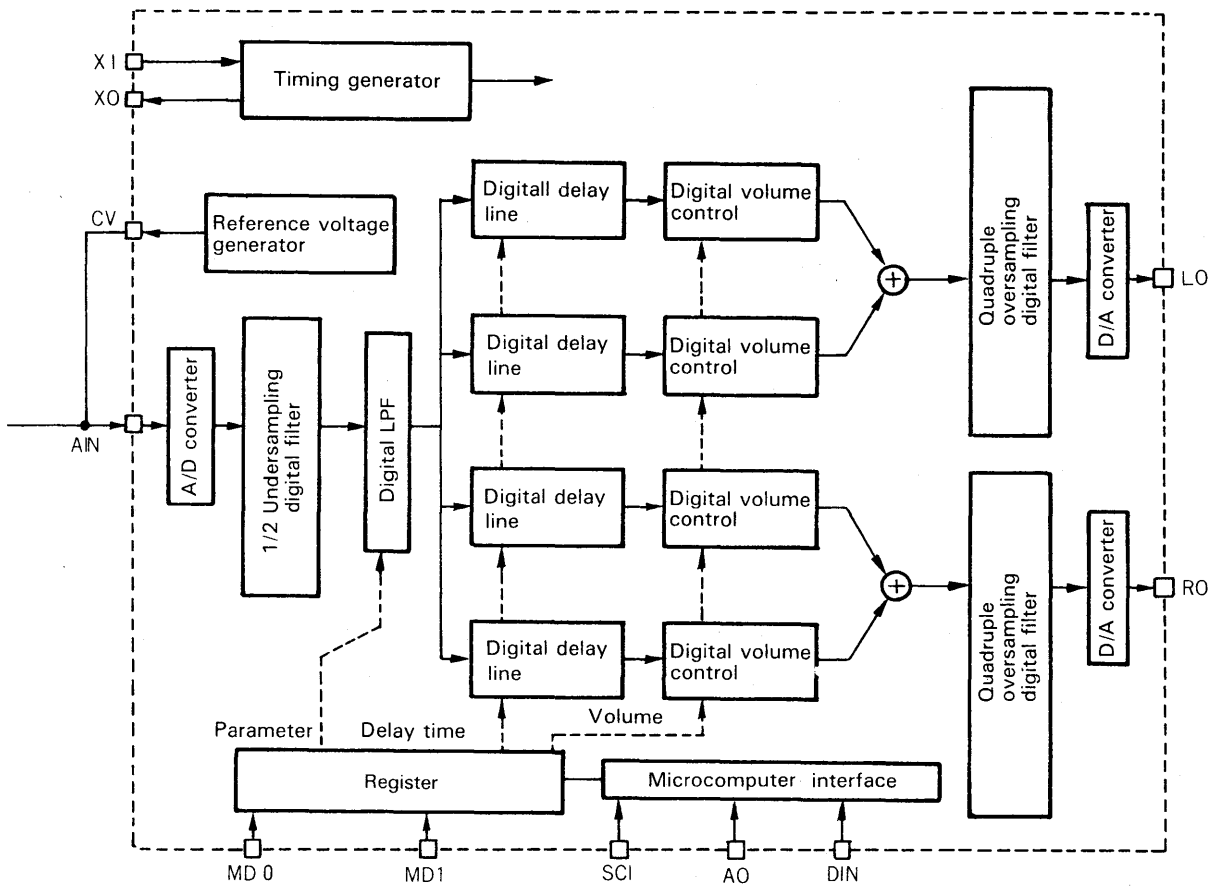 XI
XO
Timing generator
CV
Reference voltage
generator
AIN
A/D converter
1/2 Undersampling
digital filter
Digital LPF
Digitall delay
line
Digital volume
control
Digital delay
line
Digital volume
control
Digital delay
line
Digital volume
control
Digital delay
line
Digital volume
control
+
+
Quadruple
oversampling
digital filter
D/A converter
LO
Quadruple
oversampling
digital filter
D/A converter
RO
Parameter
Delay time
Volume
Register
Microcomputer interface
MD0
MD1
SCI
AO
DIN